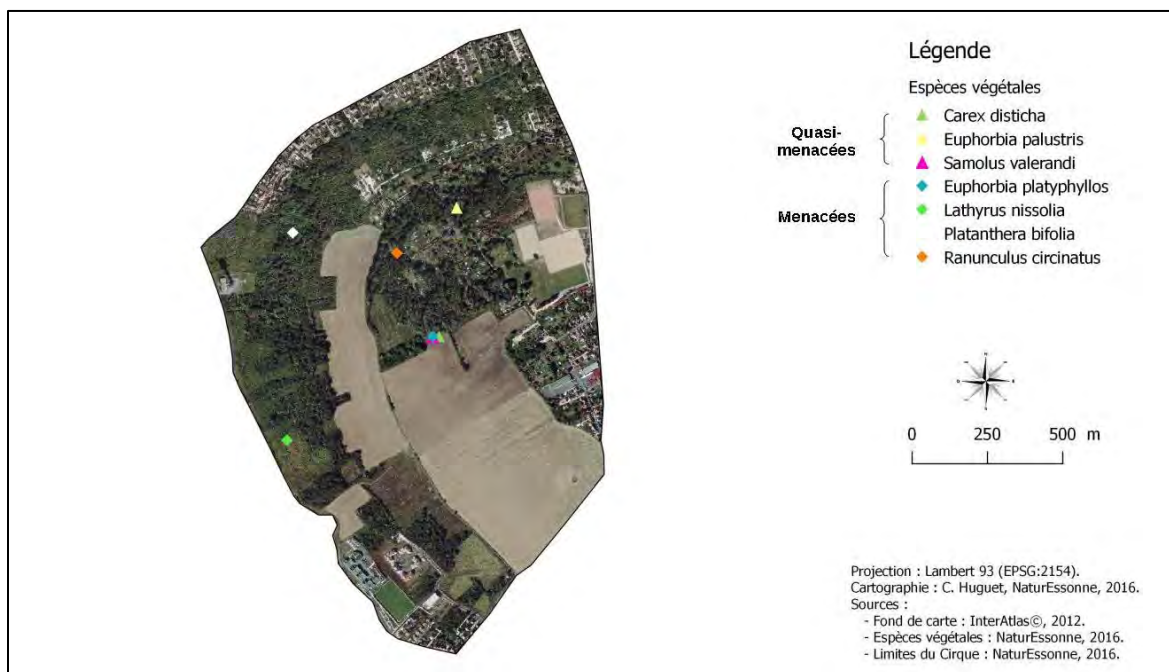 Légende
Espèces végétales
Quasi-
menacées
Carex disticha
Euphorbia palustris
Samolus valerandi
Menacées
Euphorbia platyphyllos
Lathyrus nissolia
Platanthera bifolia
Ranunculus circinatus
N
E
S
0 250 500 m
Projection : Lambert 93 (EPSG:2154).
Cartographie : C. Huguet, NaturEssonne, 2016.
Sources :
- Fond de carte : InterAtlas©, 2012.
- Espèces végétales : NaturEssonne, 2016.
- Limites du Cirque : NaturEssonne, 2016.